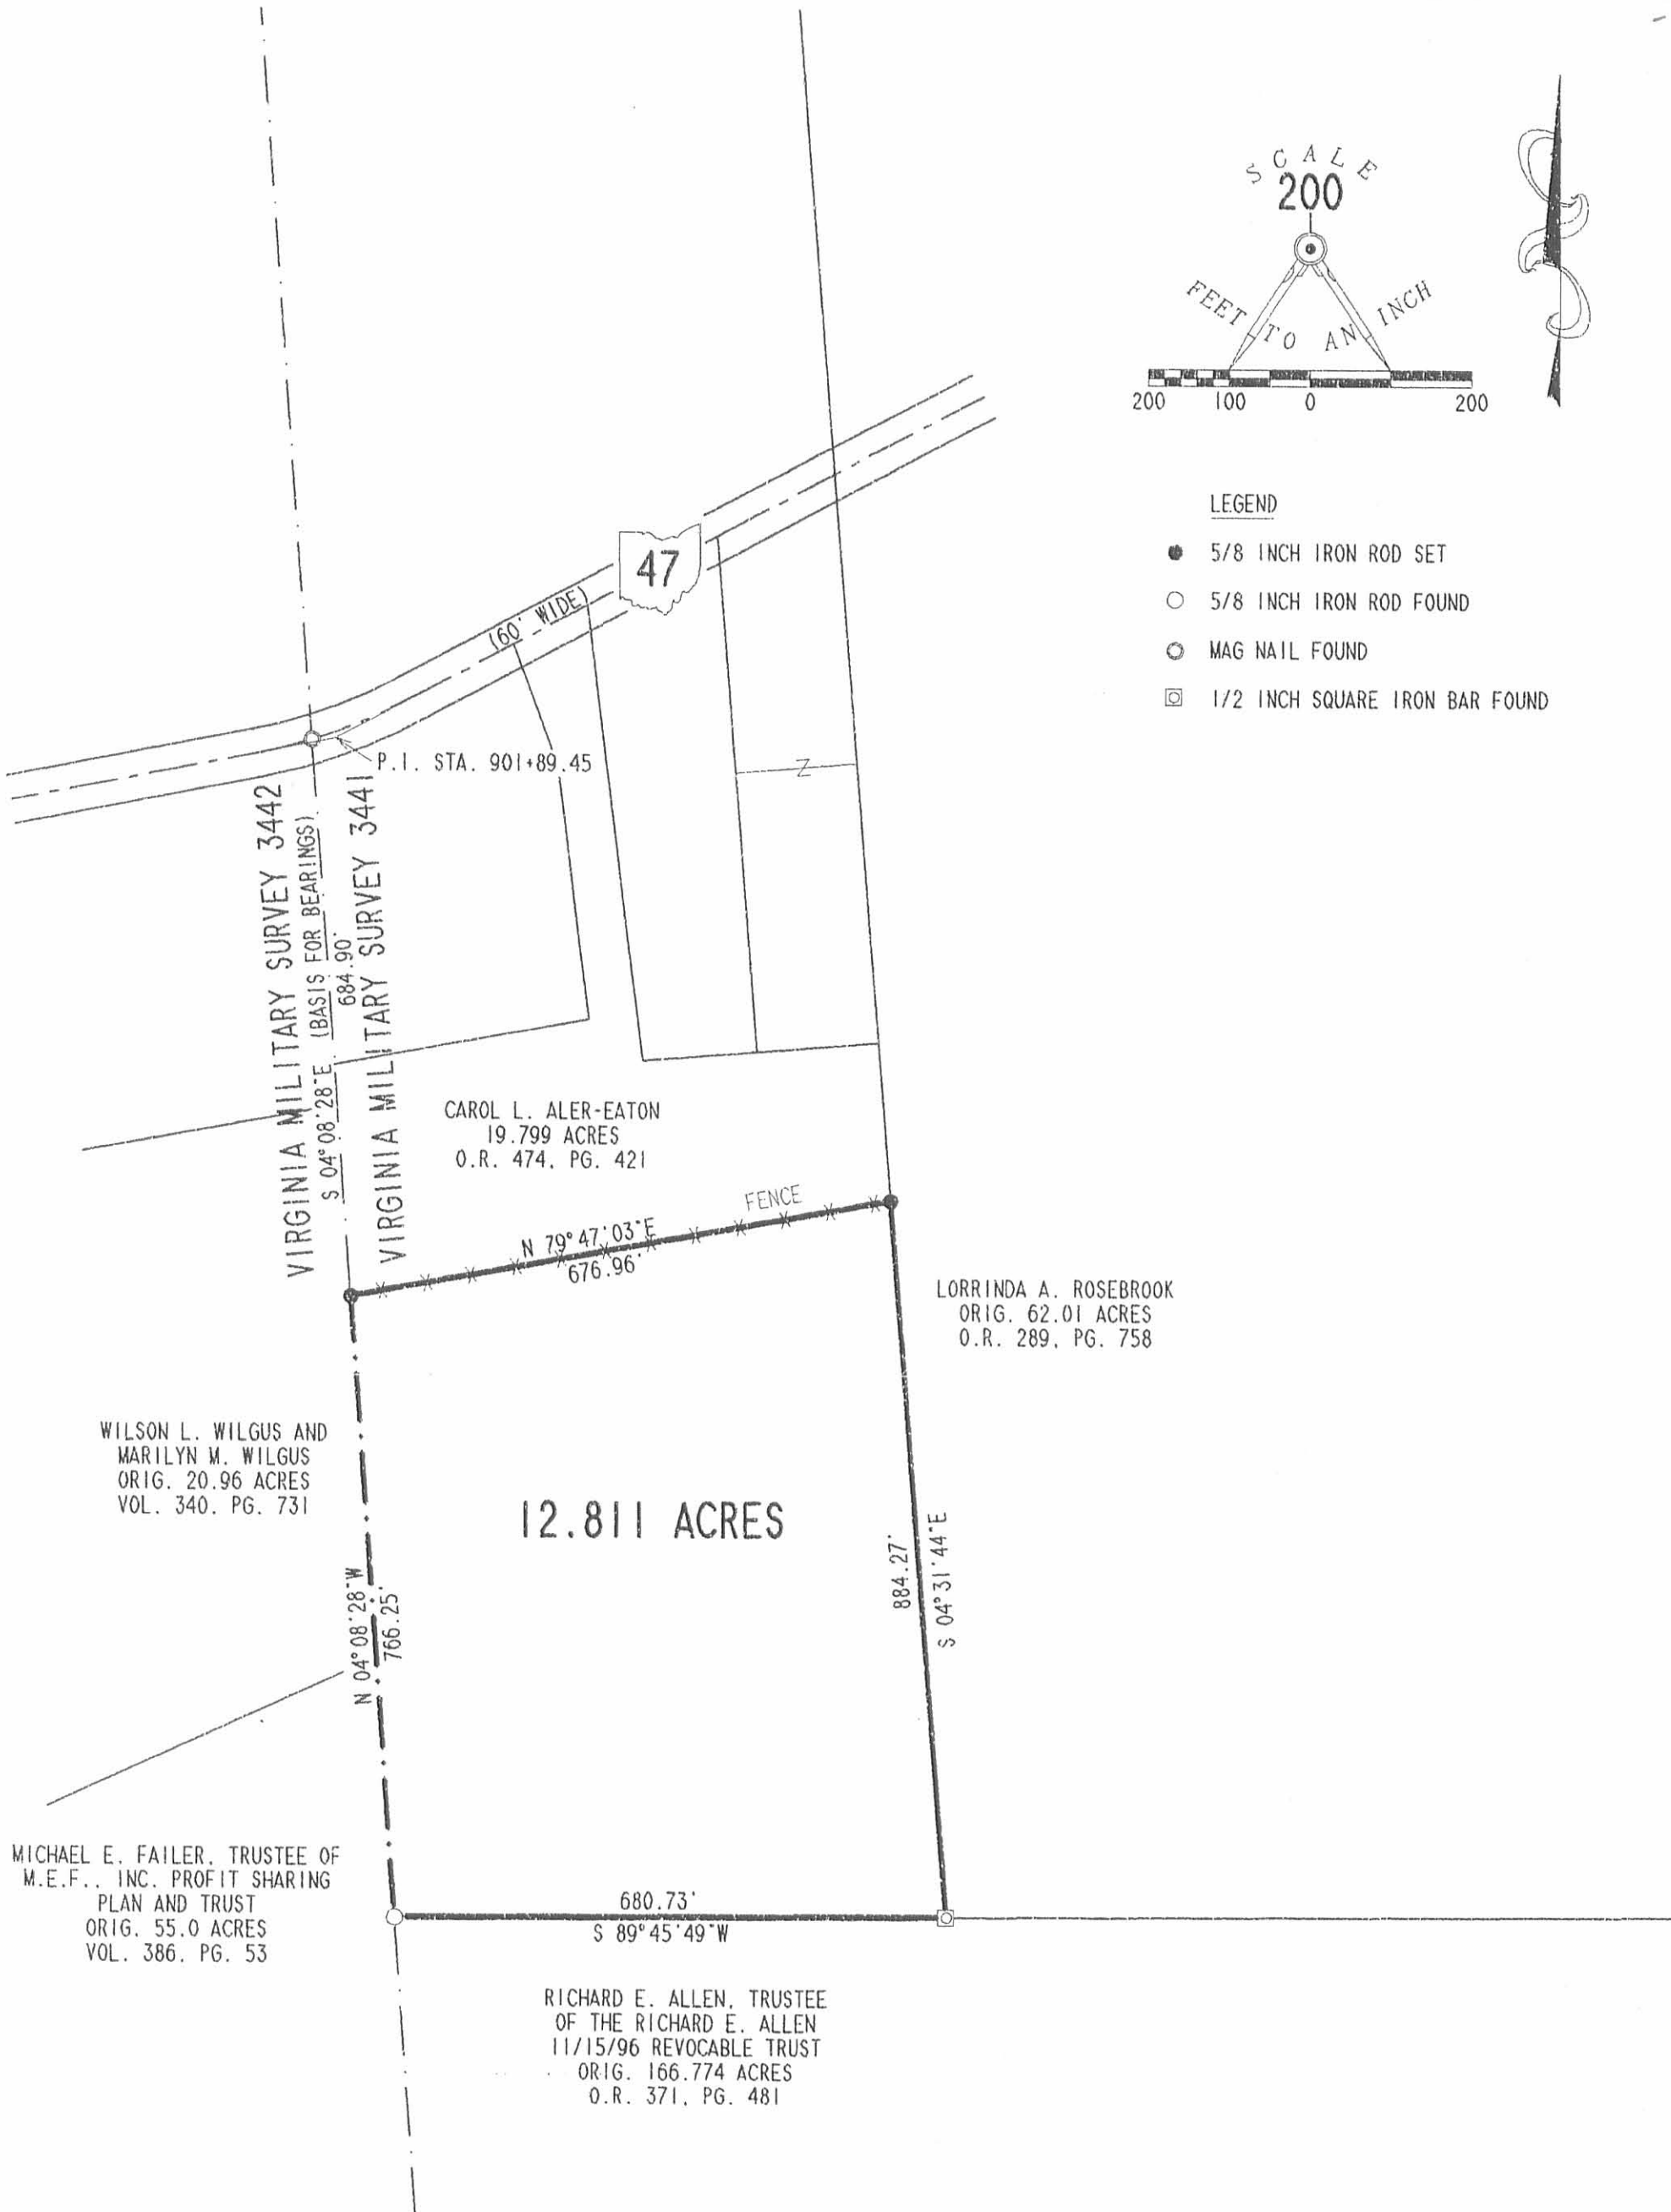 SCALE
200
FEET TO AN INCH
200 100 0 200
LEGEND
5/8 INCH IRON ROD SET
5/8 INCH IRON ROD FOUND
MAG NAIL FOUND
1/2 INCH SQUARE IRON BAR FOUND
47
(60' WIDE)
P.I. STA. 901+89.45
VIRGINIA MILITARY SURVEY 3442
S 04°08'28"E (BASIS FOR BEARINGS)
684.90'
VIRGINIA MILITARY SURVEY 3441
Z
CAROL L. ALER-EATON
19.799 ACRES
O.R. 474, PG. 421
FENCE
N 79°47'03"E
676.96'
LORRINDA A. ROSEBROOK
ORIG. 62.01 ACRES
O.R. 289, PG. 758
WILSON L. WILGUS AND
MARILYN M. WILGUS
ORIG. 20.96 ACRES
VOL. 340, PG. 731
12.811 ACRES
N 04°08'28"W
766.25'
884.27'
S 04°31'44"E
MICHAEL E. FAILER, TRUSTEE OF
M.E.F., INC. PROFIT SHARING
PLAN AND TRUST
ORIG. 55.0 ACRES
VOL. 386, PG. 53
680.73'
S 89°45'49"W
RICHARD E. ALLEN, TRUSTEE
OF THE RICHARD E. ALLEN
11/15/96 REVOCABLE TRUST
ORIG. 166.774 ACRES
O.R. 371, PG. 481